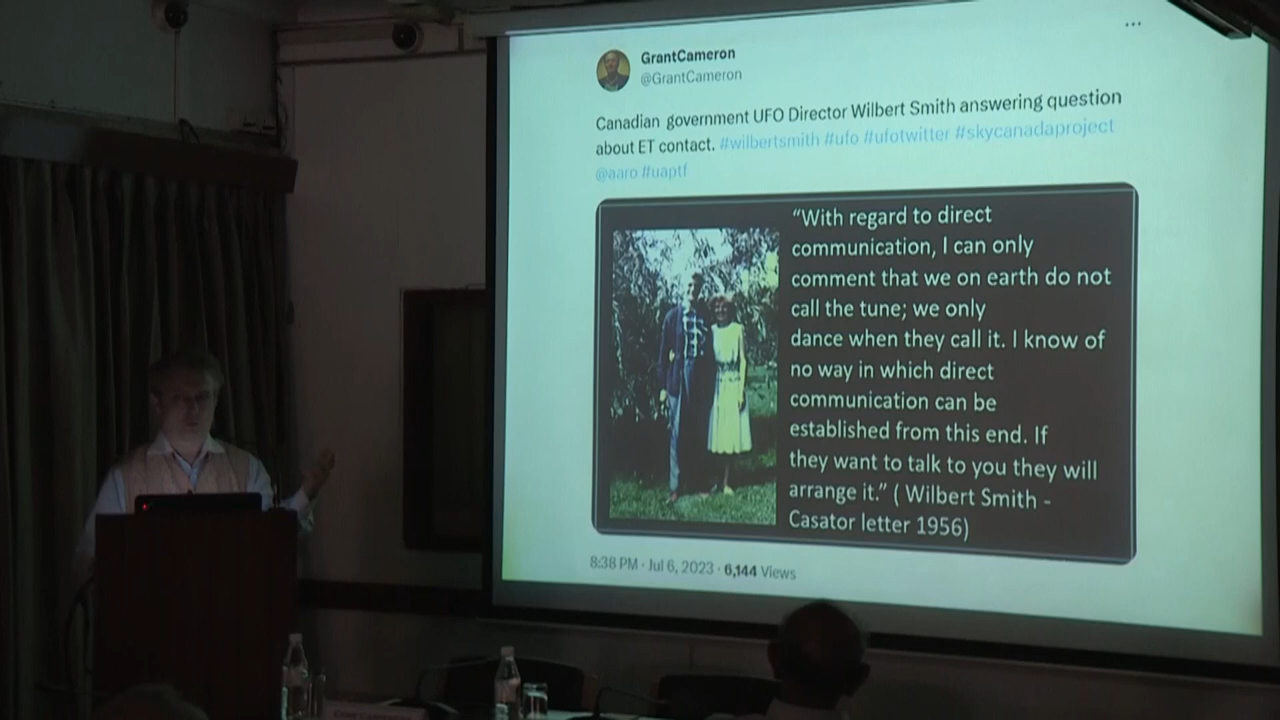 GrantCameron
@GrantCameron
Canadian government UFO Director Wilbert Smith answering question
about ET contact. #wilbertsmith #ufo #ufotwitter #skycanadaproject
@aaro #uaptf
“With regard to direct
communication, I can only
comment that we on earth do not
call the tune; we only
dance when they call it. I know of
no way in which direct
communication can be
established from this end. If
they want to talk to you they will
arrange it.” ( Wilbert Smith -
Casator letter 1956)
8:38 PM · Jul 6, 2023 · 6,144 Views